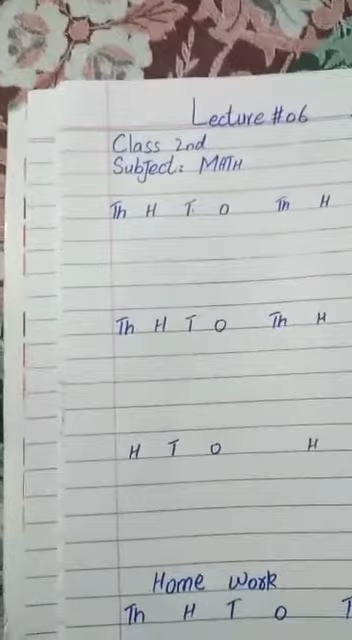 Lecture #06
Class 2nd
Subject: MATH
Th H T O Th H
Th H T O Th H
H T O H
Home Work
Th H T O T